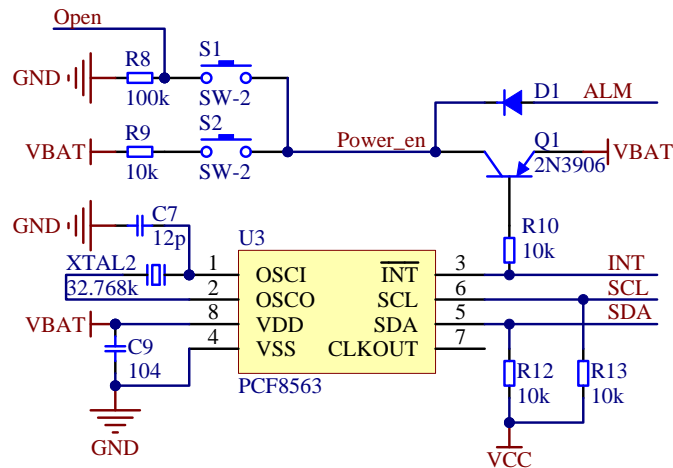 Open
S1
R8
GND
100k
SW-2
S2
D1
ALM
R9
Power_en
Q1
VBAT
10k
SW-2
2N3906
VBAT
C7
GND
12p
U3
R10
10k
XTAL2
32.768k
1
OSCI
INT
3
INT
2
OSCO
SCL
6
SCL
VBAT
8
VDD
SDA
5
SDA
4
VSS
CLKOUT
7
C9
104
PCF8563
R12
10k
R13
10k
GND
VCC